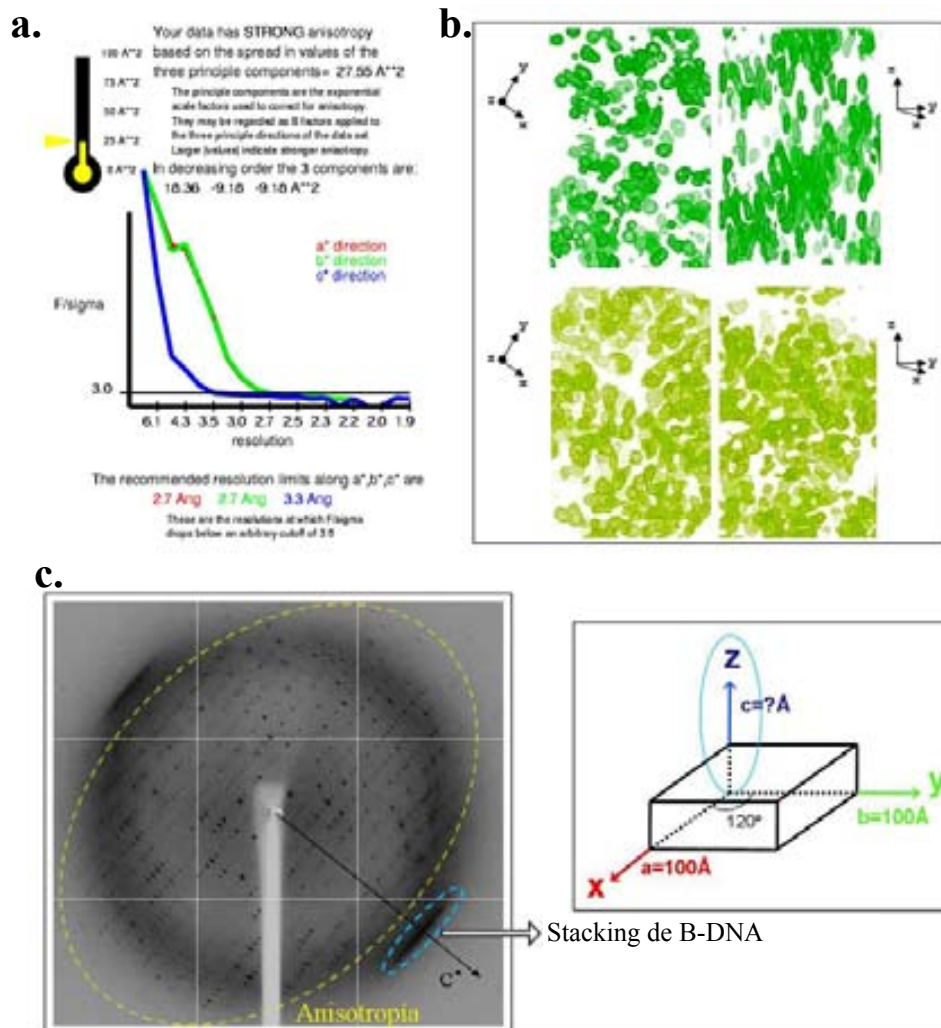 a.
Your data has STRONG anisotropy
based on the spread in values of the
three principle components= 27.55 A**2
The principle components are the exponential
scale factors used to correct for anisotropy.
They may be regarded as B factors applied to
the three principle directions of the data set.
Larger (values) indicate stronger anisotropy.
In decreasing order the 3 components are:
18.36 -9.18 -9.18 A**2
100 A**2
75 A**2
50 A**2
25 A**2
0 A**2
a* direction
b* direction
c* direction
F/sigma
3.0
6.1 4.3 3.5 3.0 2.7 2.5 2.3 2.2 2.0 1.9
resolution
The recommended resolution limits along a*,b*,c* are
2.7 Ang 2.7 Ang 3.3 Ang
These are the resolutions at which F/sigma
drops below an arbitrary cutoff of
b.
z
y
x
z
y
x
z
y
x
z
y
x
c.
c*
Anisotropía
Stacking de B-DNA
Z
c=?Å
y
b=100Å
120º
a=100Å
X